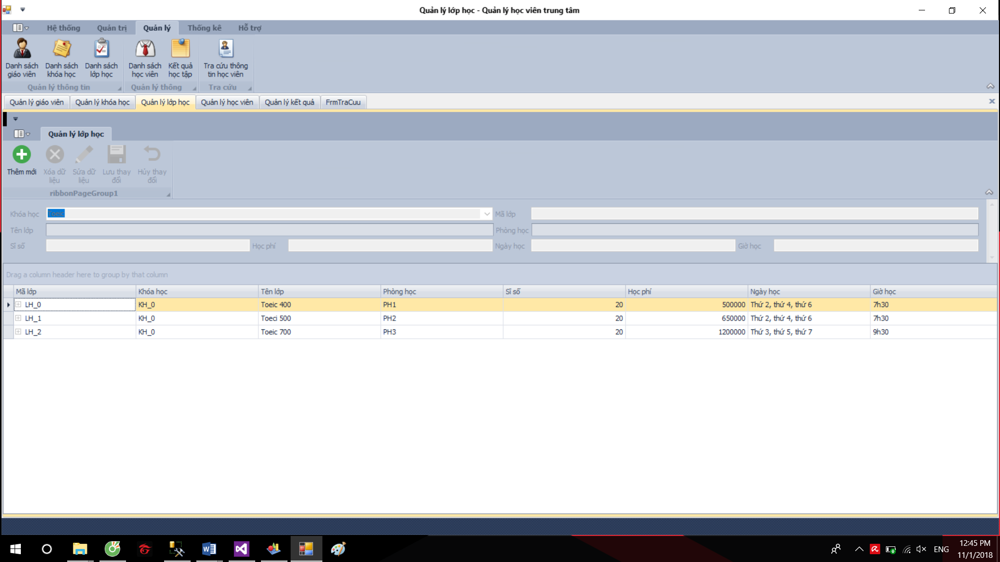 Quản lý lớp học - Quản lý học viên trung tâm
Hệ thống Quản trị Quản lý Thống kê Hỗ trợ
Danh sách giáo viên
Danh sách khóa học
Danh sách lớp học
Danh sách học viên
Kết quả học tập
Tra cứu thông tin học viên
Quản lý thông tin Quản lý thông Tra cứu
Quản lý giáo viên Quản lý khóa học Quản lý lớp học Quản lý học viên Quản lý kết quả FrmTraCuu
Quản lý lớp học
Thêm mới
Xóa dữ liệu
Sửa dữ liệu
Lưu thay đổi
Hủy thay đổi
ribbonPageGroup1
Khóa học Toeic Mã lớp
Tên lớp Phòng học
Sĩ số Học phí Ngày học Giờ học
Drag a column header here to group by that column
Mã lớp Khóa học Tên lớp Phòng học Sĩ số Học phí Ngày học Giờ học
LH_0 KH_0 Toeic 400 PH1 20 500000 Thứ 2, thứ 4, thứ 6 7h30
LH_1 KH_0 Toeci 500 PH2 20 650000 Thứ 2, thứ 4, thứ 6 7h30
LH_2 KH_0 Toeic 700 PH3 20 1200000 Thứ 3, thứ 5, thứ 7 9h30
ENG
12:45 PM
11/1/2018